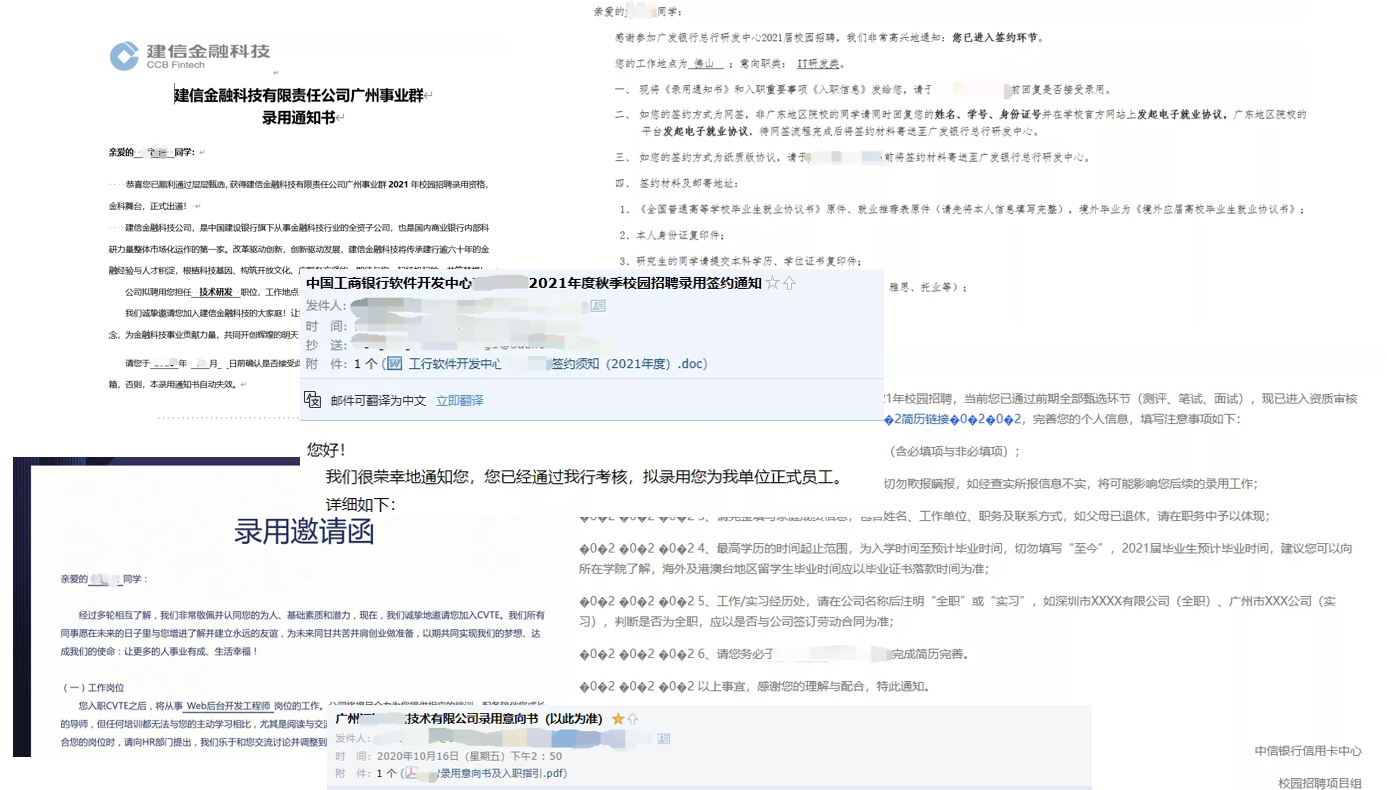 建信金融科技
CCB Fintech
建信金融科技有限责任公司广州事业群
录用通知书
亲爱的 同学：
恭喜您已顺利通过层层甄选，获得建信金融科技有限责任公司广州事业群 2021 年校园招聘录用资格，
金科舞台，正式出道！
建信金融科技公司，是中国建设银行旗下从事金融科技行业的全资子公司，也是国内商业银行内部科
研力量整体市场化运作的第一家。改革驱动创新，创新驱动发展，建信金融科技将传承建行逾六十年的金
融经验与人才积淀，根植科技基因、构筑开放文化、
公司拟聘用您担任 技术研发 职位，工作地点
我们诚挚邀请您加入建信金融科技的大家庭！让
念，为金融科技事业贡献力量，共同开创辉煌的明天
请您于 年 月 日前确认是否接受此
箱，否则，本录用通知书自动失效。
亲爱的 同学：
感谢参加广发银行总行研发中心2021届校园招聘，我们非常高兴地通知：您已进入签约环节。
您的工作地点为 佛山 ；意向职类： IT研发类。
一、 现将《录用通知书》和入职重要事项《入职信息》发给您，请于 前回复是否接受录用。
二、 如您的签约方式为网签，非广东地区院校的同学请同时回复您的姓名、学号、身份证号并在学校官方网站上发起电子就业协议，广东地区院校的
平台发起电子就业协议，待网签流程完成后将签约材料寄送至广发银行总行研发中心。
三、 如您的签约方式为纸质版协议，请于 前将签约材料寄送至广发银行总行研发中心。
四、 签约材料及邮寄地址：
1、《全国普通高等学校毕业生就业协议书》原件、就业推荐表原件（请先将本人信息填写完整），境外毕业为《境外应届高校毕业生就业协议书》；
2、本人身份证复印件；
3、研究生的同学请提交本科学历、学位证书复印件；
雅思、托业等）；
中国工商银行软件开发中心 2021年度秋季校园招聘录用签约通知
发件人：
时 间：
抄 送：
附 件：1 个 ( 工行软件开发中心 签约须知（2021年度）.doc)
邮件可翻译为中文 立即翻译
您好！
我们很荣幸地通知您，您已经通过我行考核，拟录用您为我单位正式员工。
详细如下：
1年校园招聘，当前您已通过前期全部甄选环节（测评、笔试、面试），现已进入资质审核
�2简历链接�0�2�0�2，完善您的个人信息，填写注意事项如下：
（含必填项与非必填项）；
切勿欺报瞒报，如经查实所报信息不实，将可能影响您后续的录用工作；
�0�2 �0�2 �0�2 3、请完整填写家庭成员信息，包含姓名、工作单位、职务及联系方式，如父母已退休，请在职务中予以体现；
�0�2 �0�2 �0�2 4、最高学历的时间起止范围，为入学时间至预计毕业时间，切勿填写“至今”，2021届毕业生预计毕业时间，建议您可以向
所在学院了解，海外及港澳台地区留学生毕业时间应以毕业证书落款时间为准；
�0�2 �0�2 �0�2 5、工作/实习经历处，请在公司名称后注明“全职”或“实习”，如深圳市XXXX有限公司（全职）、广州市XXX公司（实
习），判断是否为全职，应以是否与公司签订劳动合同为准；
�0�2 �0�2 �0�2 6、请您务必于 完成简历完善。
�0�2 �0�2 �0�2 以上事宜，感谢您的理解与配合，特此通知。
中信银行信用卡中心
校园招聘项目组
录用邀请函
亲爱的 同学：
经过多轮相互了解，我们非常敬佩并认同您的为人、基础素质和潜力，现在，我们诚挚地邀请您加入CVTE。我们所有
同事愿在未来的日子里与您增进了解并建立永远的友谊，为未来同甘共苦并肩创业做准备，以期共同实现我们的梦想、达
成我们的使命：让更多的人事业有成、生活幸福！
（一）工作岗位
您入职CVTE之后，将从事 Web后台开发工程师 岗位的工作。
的导师，但任何培训都无法与您的主动学习相比，尤其是阅读与交
合您的岗位时，请向HR部门提出，我们乐于和您交流讨论并调整到
广州 技术有限公司录用意向书（以此为准）
发件人：
时 间：2020年10月16日（星期五）下午2：50
附 件：1 个 ( 录用意向书及入职指引.pdf)